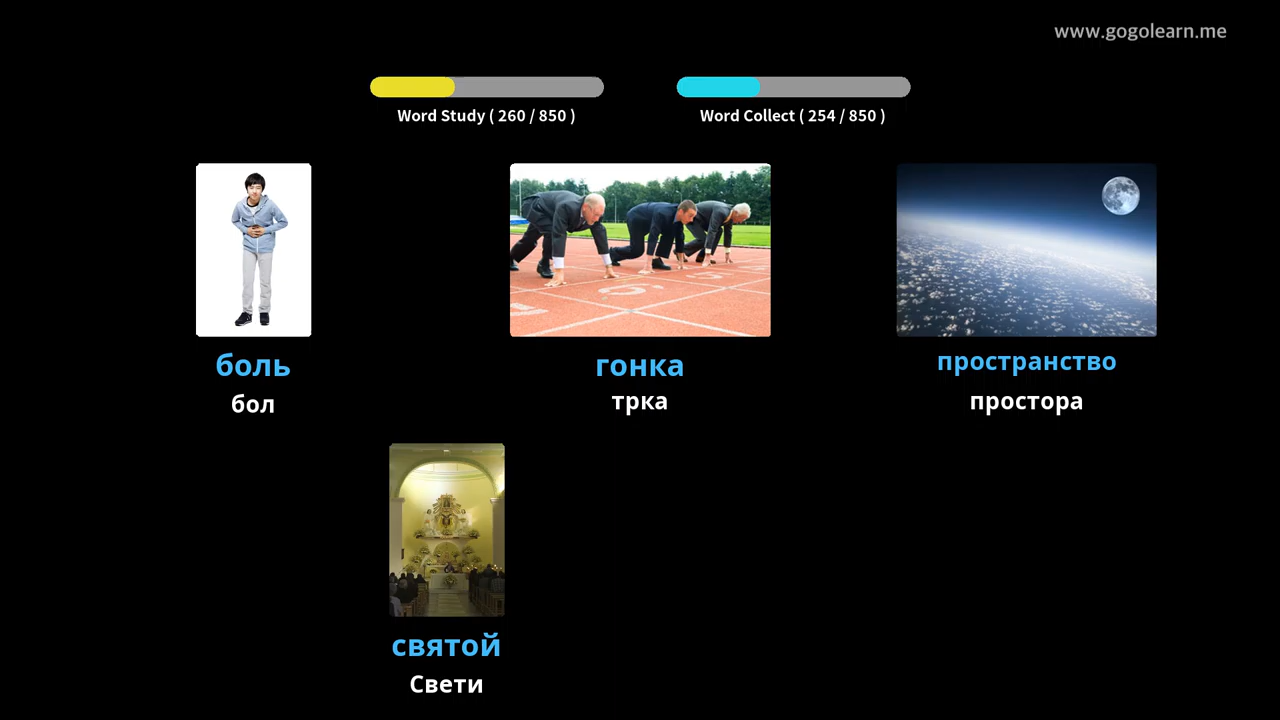 www.gogolearn.me
Word Study ( 260 / 850 )
Word Collect ( 254 / 850 )
боль
бол
гонка
трка
пространство
простора
святой
Свети